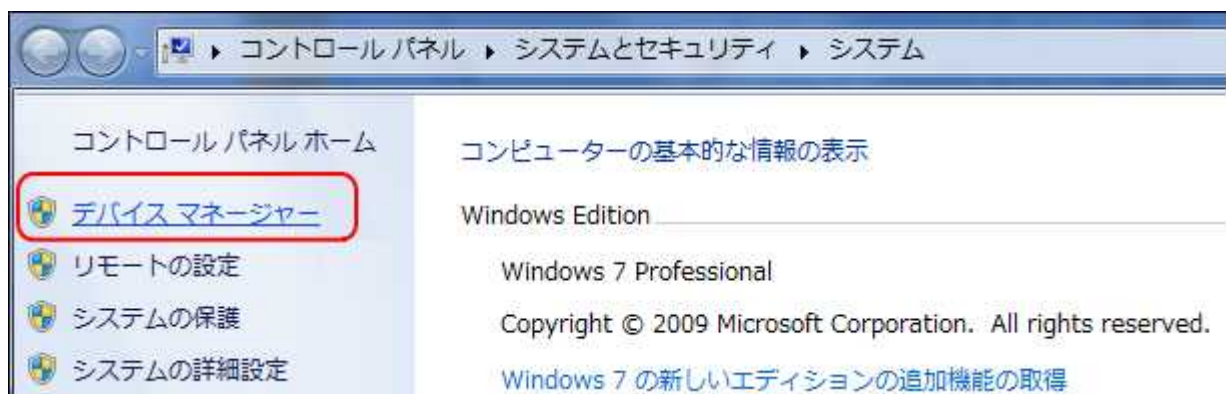 コントロール パネル ▸ システムとセキュリティ ▸ システム
コントロール パネル ホーム
デバイス マネージャー
リモートの設定
システムの保護
システムの詳細設定
コンピューターの基本的な情報の表示
Windows Edition
Windows 7 Professional
Copyright © 2009 Microsoft Corporation. All rights reserved.
Windows 7 の新しいエディションの追加機能の取得